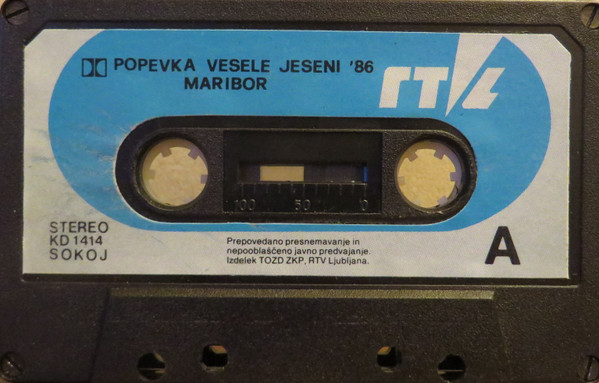 POPEVKA VESELE JESENI '86
MARIBOR
RTVL
100 50 0
STEREO
KD 1414
SOKOJ
Prepovedano presnemavanje in
nepooblaščeno javno predvajanje.
Izdelek TOZD ZKP, RTV Ljubljana.
A